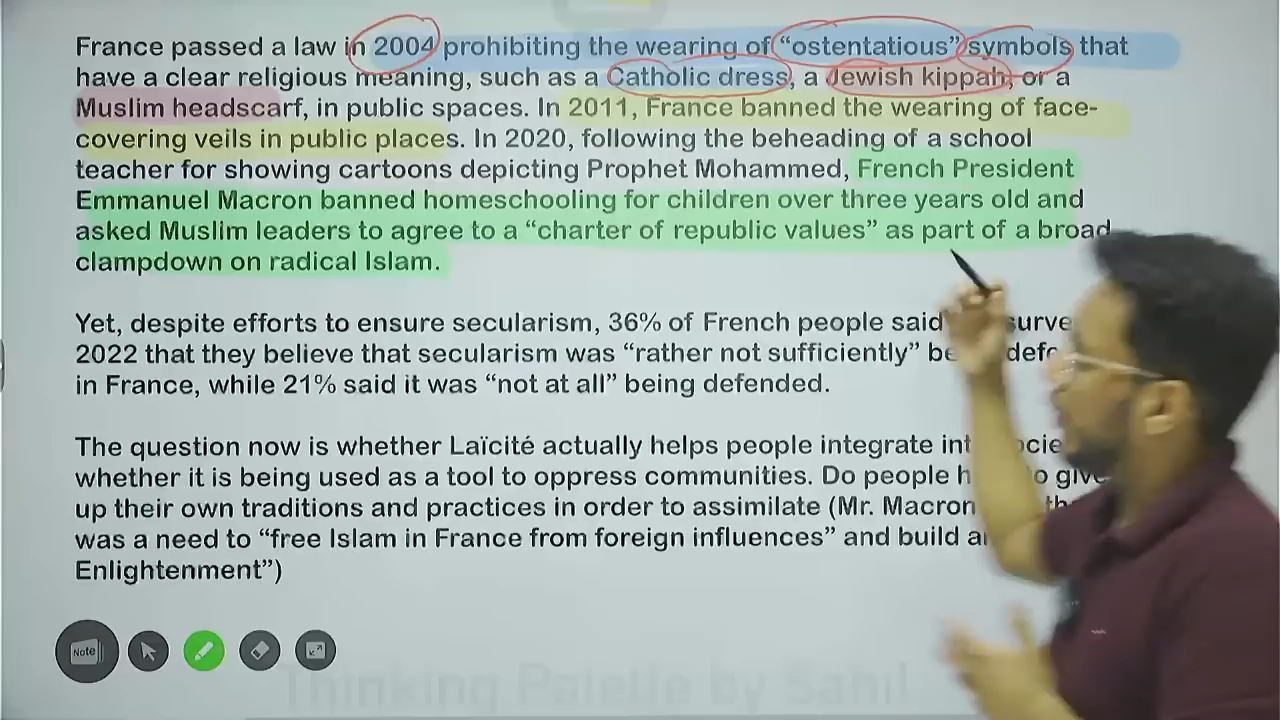 France passed a law in 2004 prohibiting the wearing of “ostentatious” symbols that
have a clear religious meaning, such as a Catholic dress, a Jewish kippah, or a
Muslim headscarf, in public spaces. In 2011, France banned the wearing of face-
covering veils in public places. In 2020, following the beheading of a school
teacher for showing cartoons depicting Prophet Mohammed, French President
Emmanuel Macron banned homeschooling for children over three years old and
asked Muslim leaders to agree to a “charter of republic values” as part of a broad
clampdown on radical Islam.
Yet, despite efforts to ensure secularism, 36% of French people said
2022 that they believe that secularism was “rather not sufficiently”
in France, while 21% said it was “not at all” being defended.
The question now is whether Laïcité actually helps people integrate
whether it is being used as a tool to oppress communities. Do people
up their own traditions and practices in order to assimilate (Mr. Macron
was a need to “free Islam in France from foreign influences” and build
Enlightenment”)
Note
Thinking Palette by Sahil